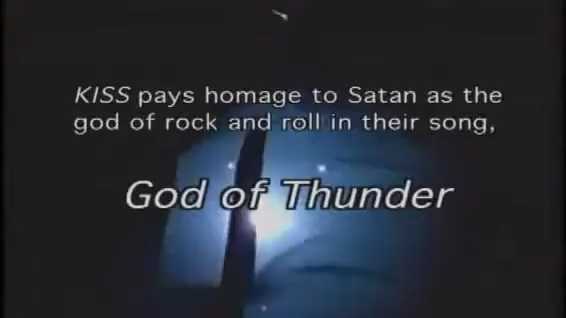 KISS pays homage to Satan as the
god of rock and roll in their song,
God of Thunder